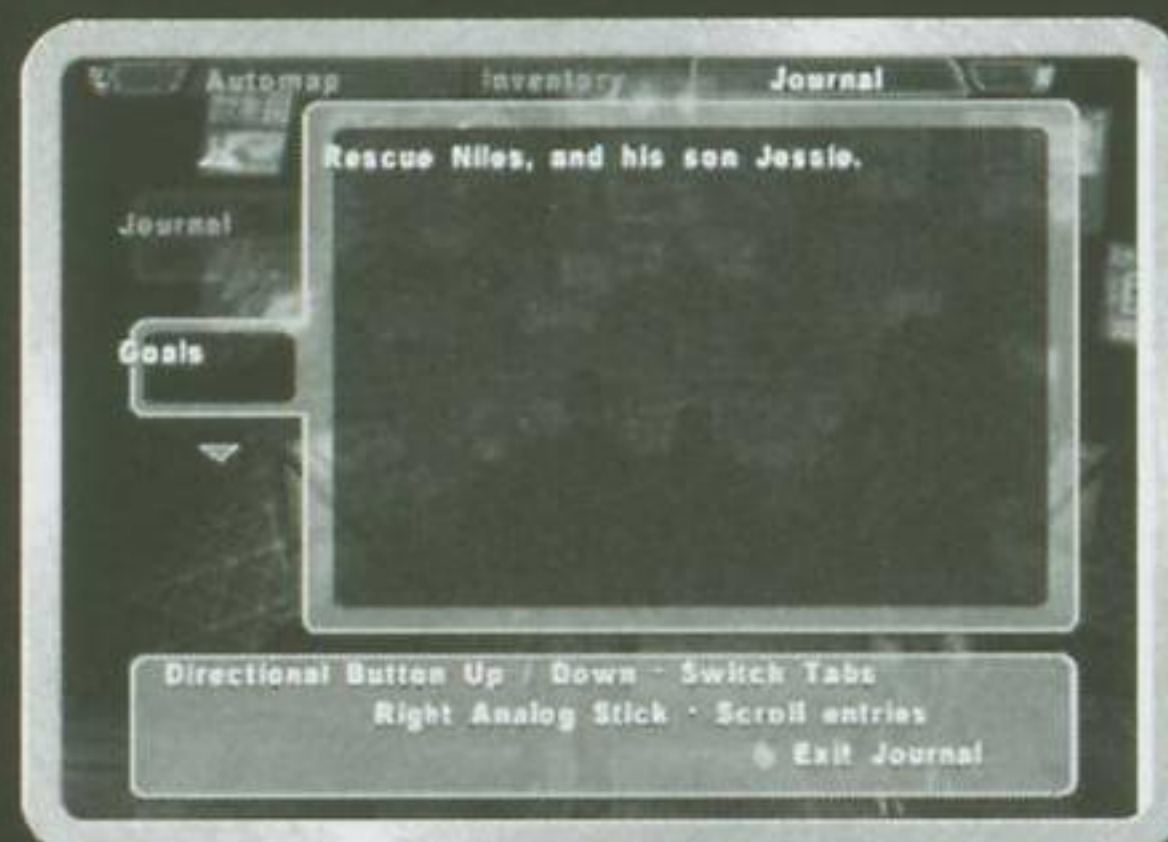 Automap Inventory Journal
Rescue Niles, and his son Jessie.
Journal
Goals
Directional Button Up / Down - Switch Tabs
Right Analog Stick - Scroll entries
Exit Journal